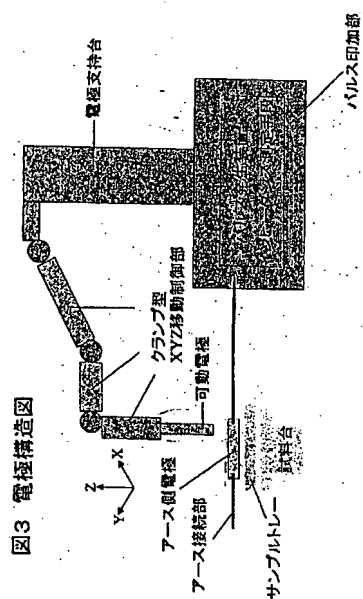 図3 電極構造図
Z
Y
X
電極支持台
クランプ型
XYZ移動制御部
可動電極
アース側電極
アース接続部
サンプルトレー
試料台
パルス印加部